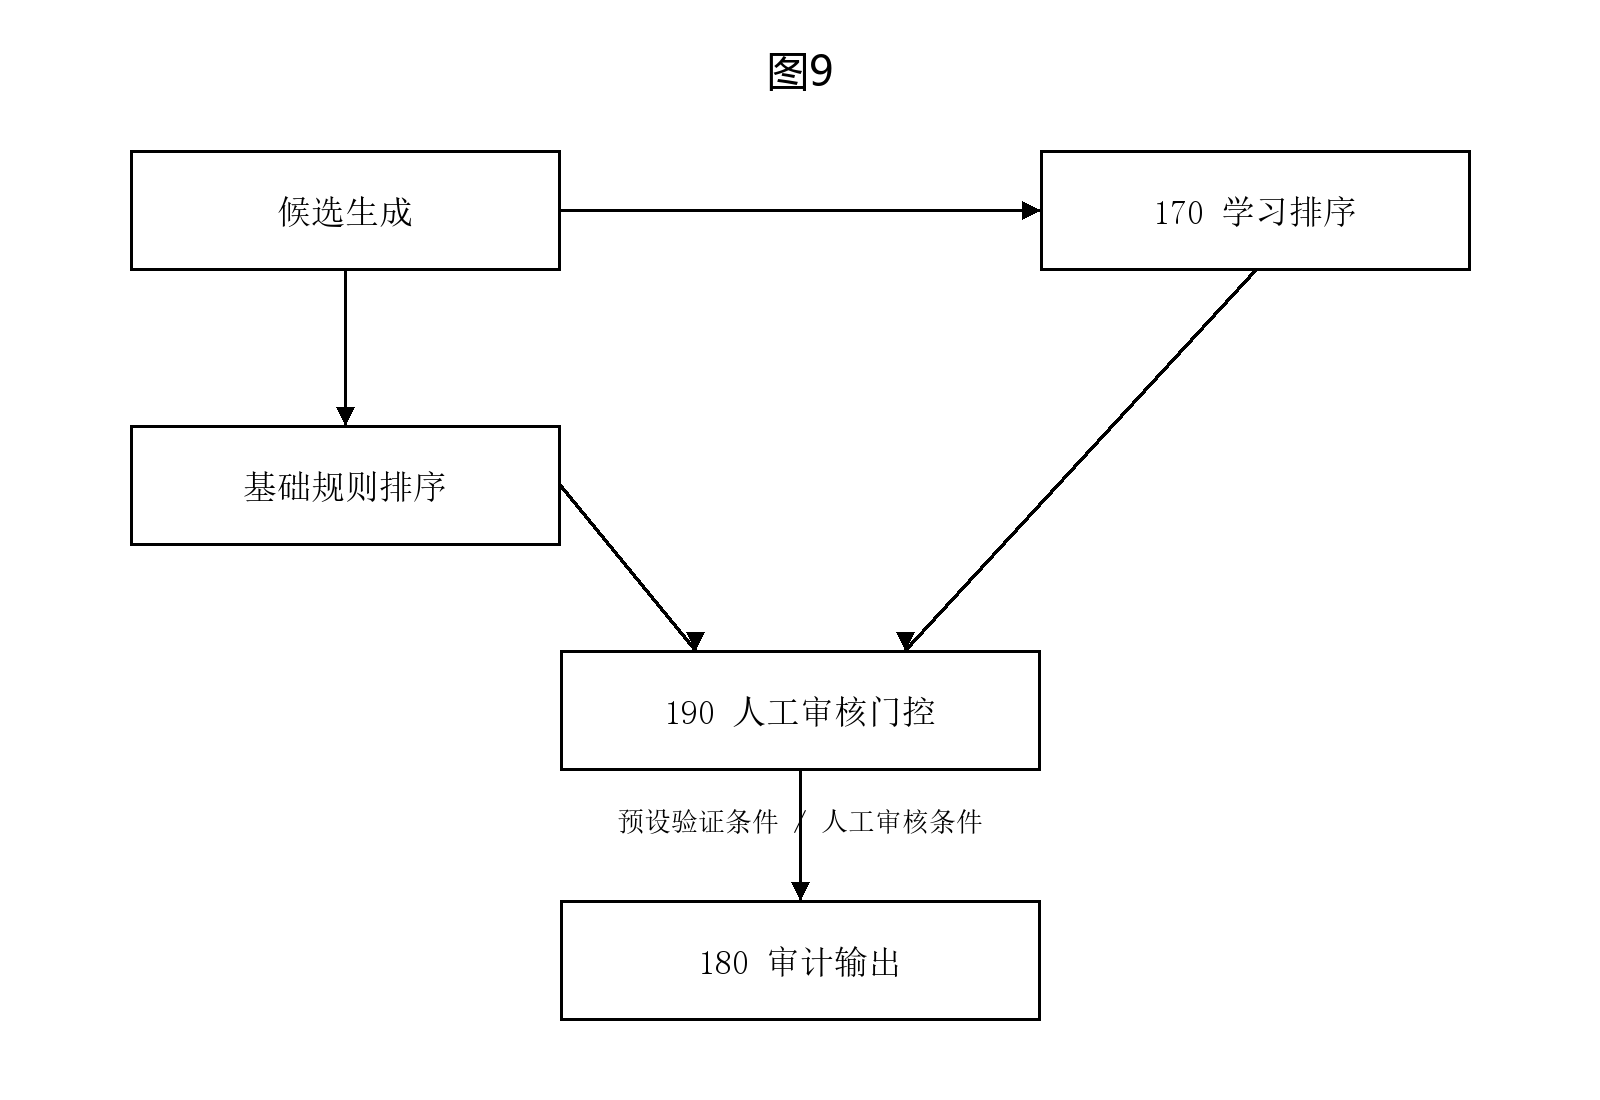 图9
候选生成
170 学习排序
基础规则排序
190 人工审核门控
预设验证条件 / 人工审核条件
180 审计输出